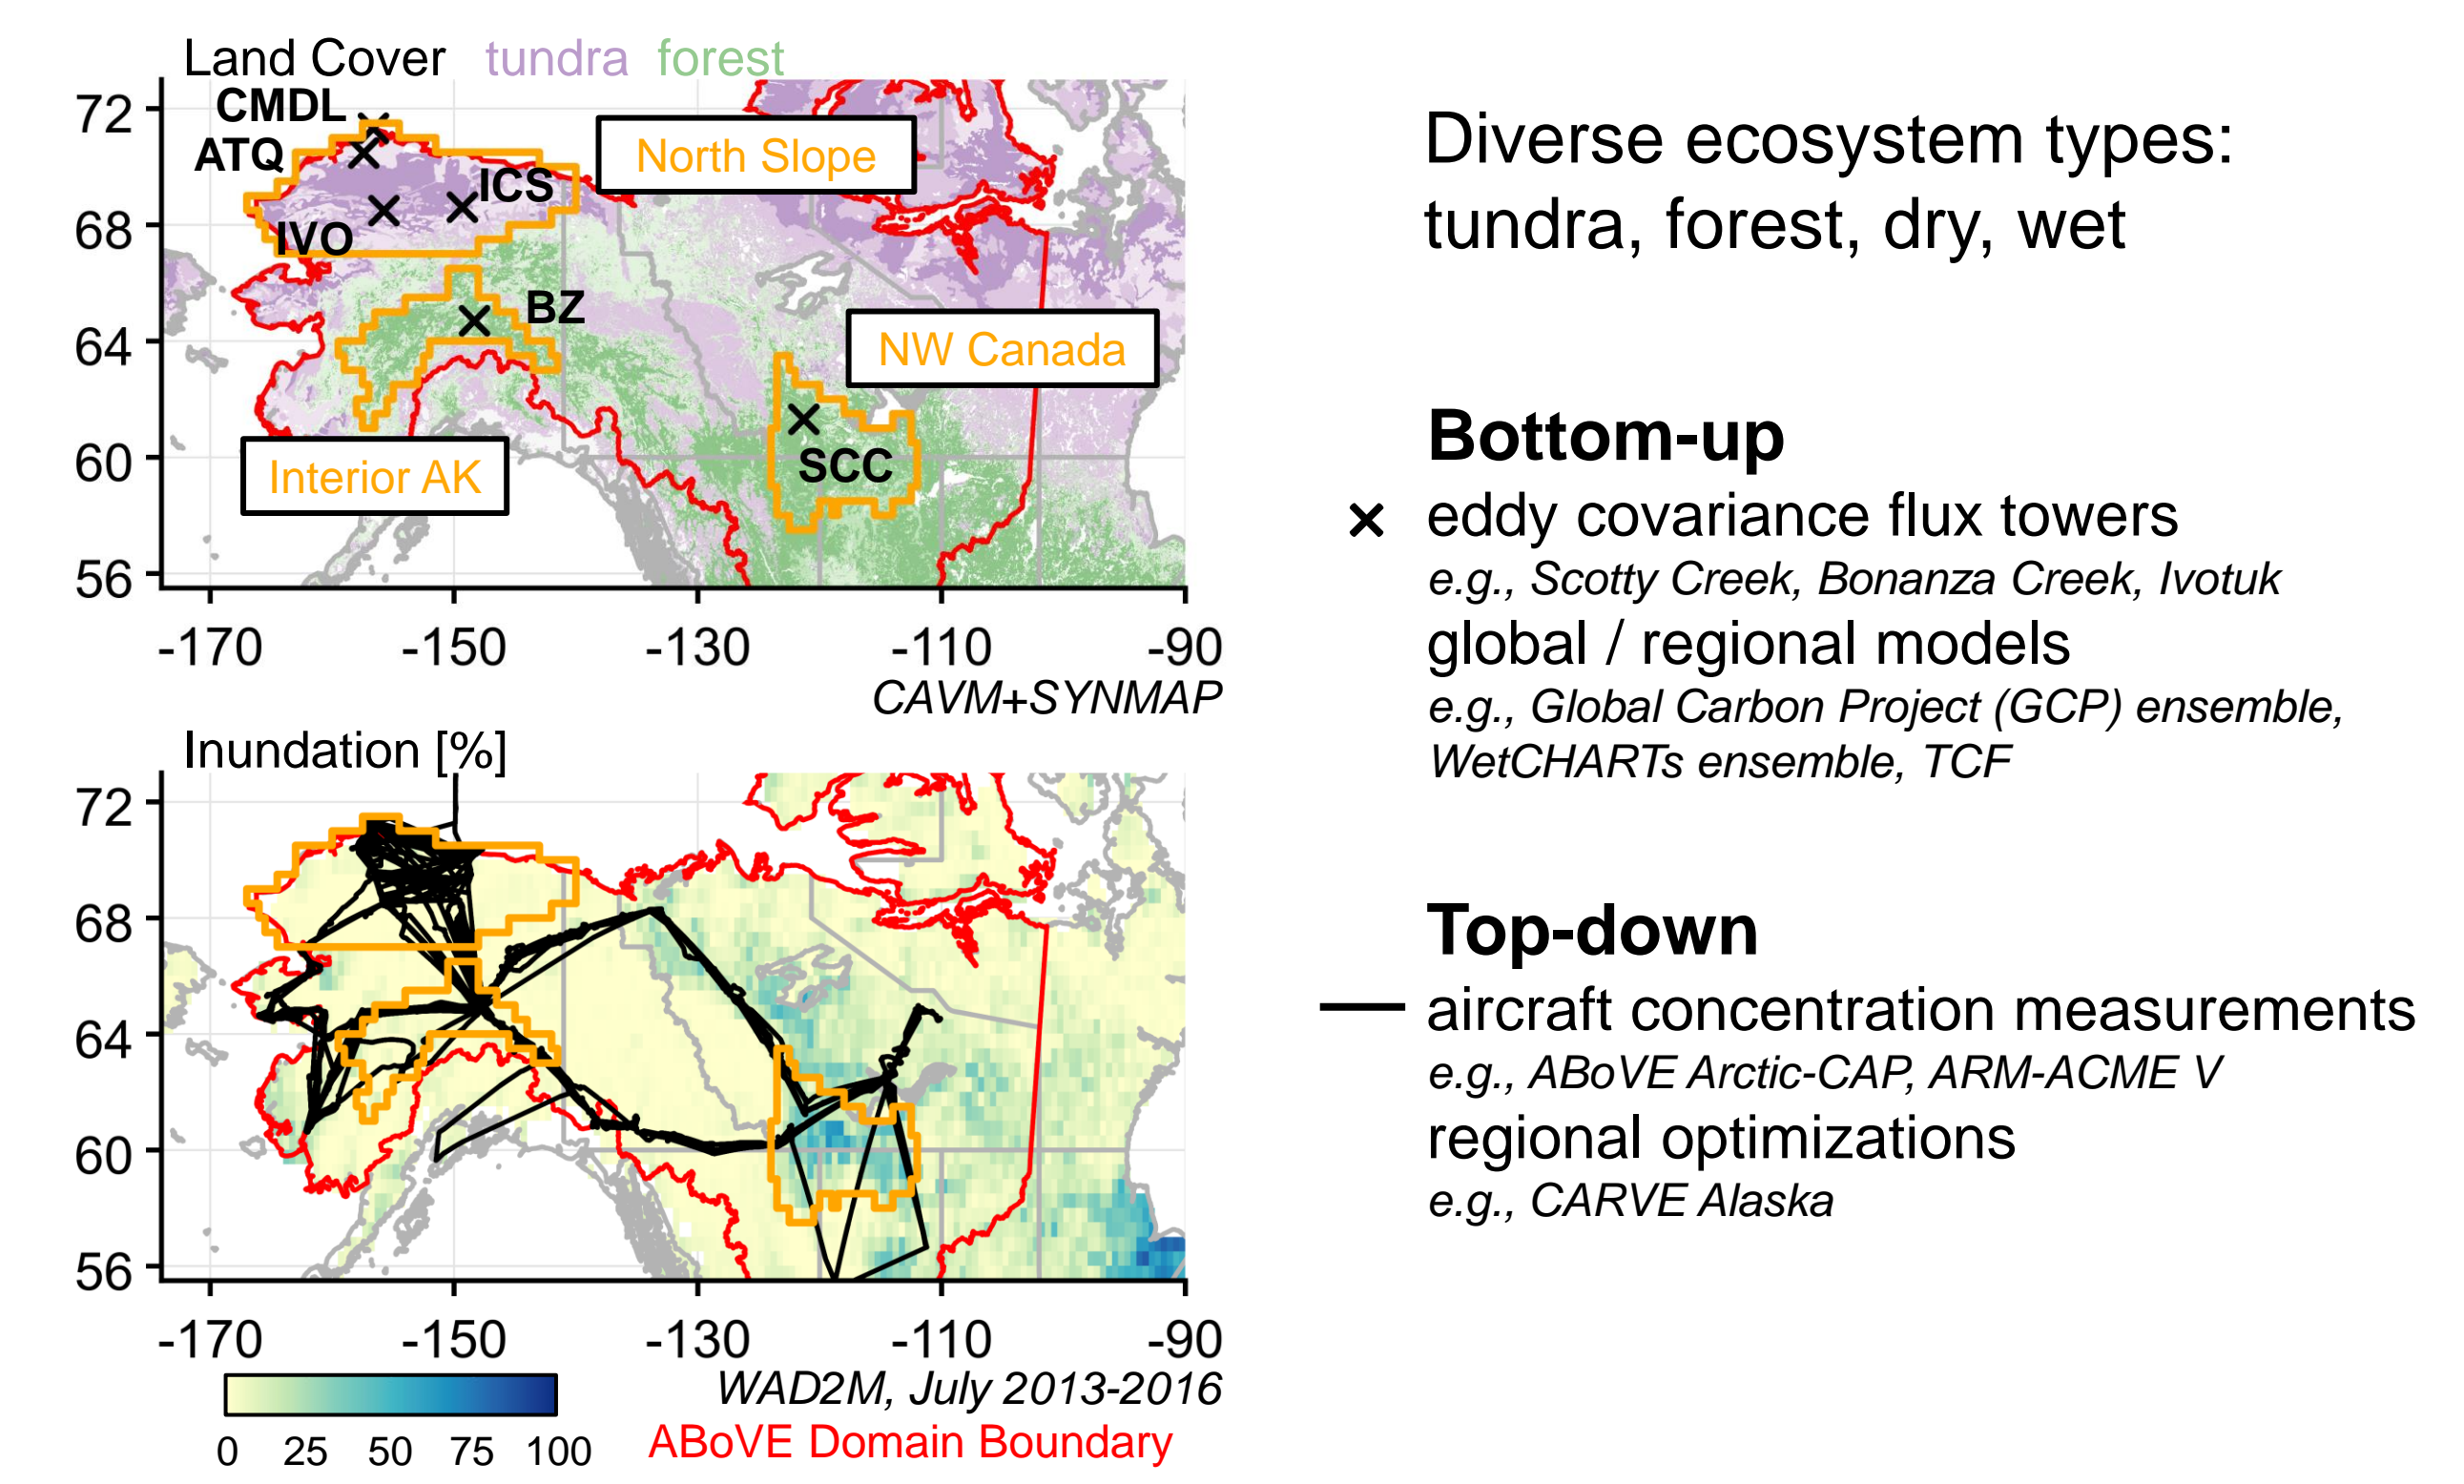 Land Cover tundra forest
72
68
64
60
56
CMDL
ATQ
ICS
IVO
BZ
SCC
North Slope
NW Canada
Interior AK
-170 -150 -130 -110 -90
CAVM+SYNMAP
Inundation [%]
72
68
64
60
56
-170 -150 -130 -110 -90
WAD2M, July 2013-2016
0 25 50 75 100
ABoVE Domain Boundary
Diverse ecosystem types:
tundra, forest, dry, wet
Bottom-up
eddy covariance flux towers
e.g., Scotty Creek, Bonanza Creek, Ivotuk
global / regional models
e.g., Global Carbon Project (GCP) ensemble,
WetCHARTs ensemble, TCF
Top-down
aircraft concentration measurements
e.g., ABoVE Arctic-CAP, ARM-ACME V
regional optimizations
e.g., CARVE Alaska